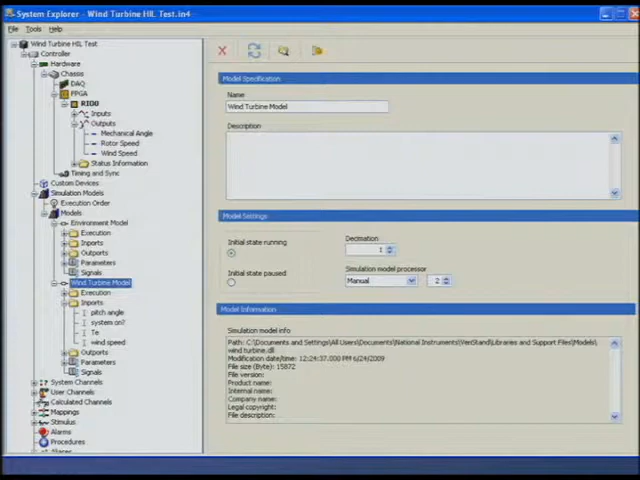 System Explorer - Wind Turbine HIL Test.in4
File Tools Help
Wind Turbine HIL Test
Controller
Hardware
Chassis
DAQ
FPGA
RIO0
Inputs
Outputs
Mechanical Angle
Rotor Speed
Wind Speed
Status Information
Timing and Sync
Custom Devices
Simulation Models
Execution Order
Models
Environment Model
Execution
Inports
Outports
Parameters
Signals
Wind Turbine Model
Execution
Inports
pitch angle
system on?
Te
wind speed
Outports
Parameters
Signals
System Channels
User Channels
Calculated Channels
Mappings
Stimulus
Alarms
Procedures
Aliases
Model Specification
Name
Wind Turbine Model
Description
Model Settings
Initial state running
Initial state paused
Decimation
1
Simulation model processor
Manual 2
Model Information
Simulation model info
Path: C:\Documents and Settings\All Users\Documents\National Instruments\VeriStand\Libraries and Support Files\Models\
wind turbine.dll
Modification date/time: 12:24:37.000 PM 6/24/2009
File size (Byte): 15872
File version:
Product name:
Internal name:
Company name:
Legal copyright:
File description: